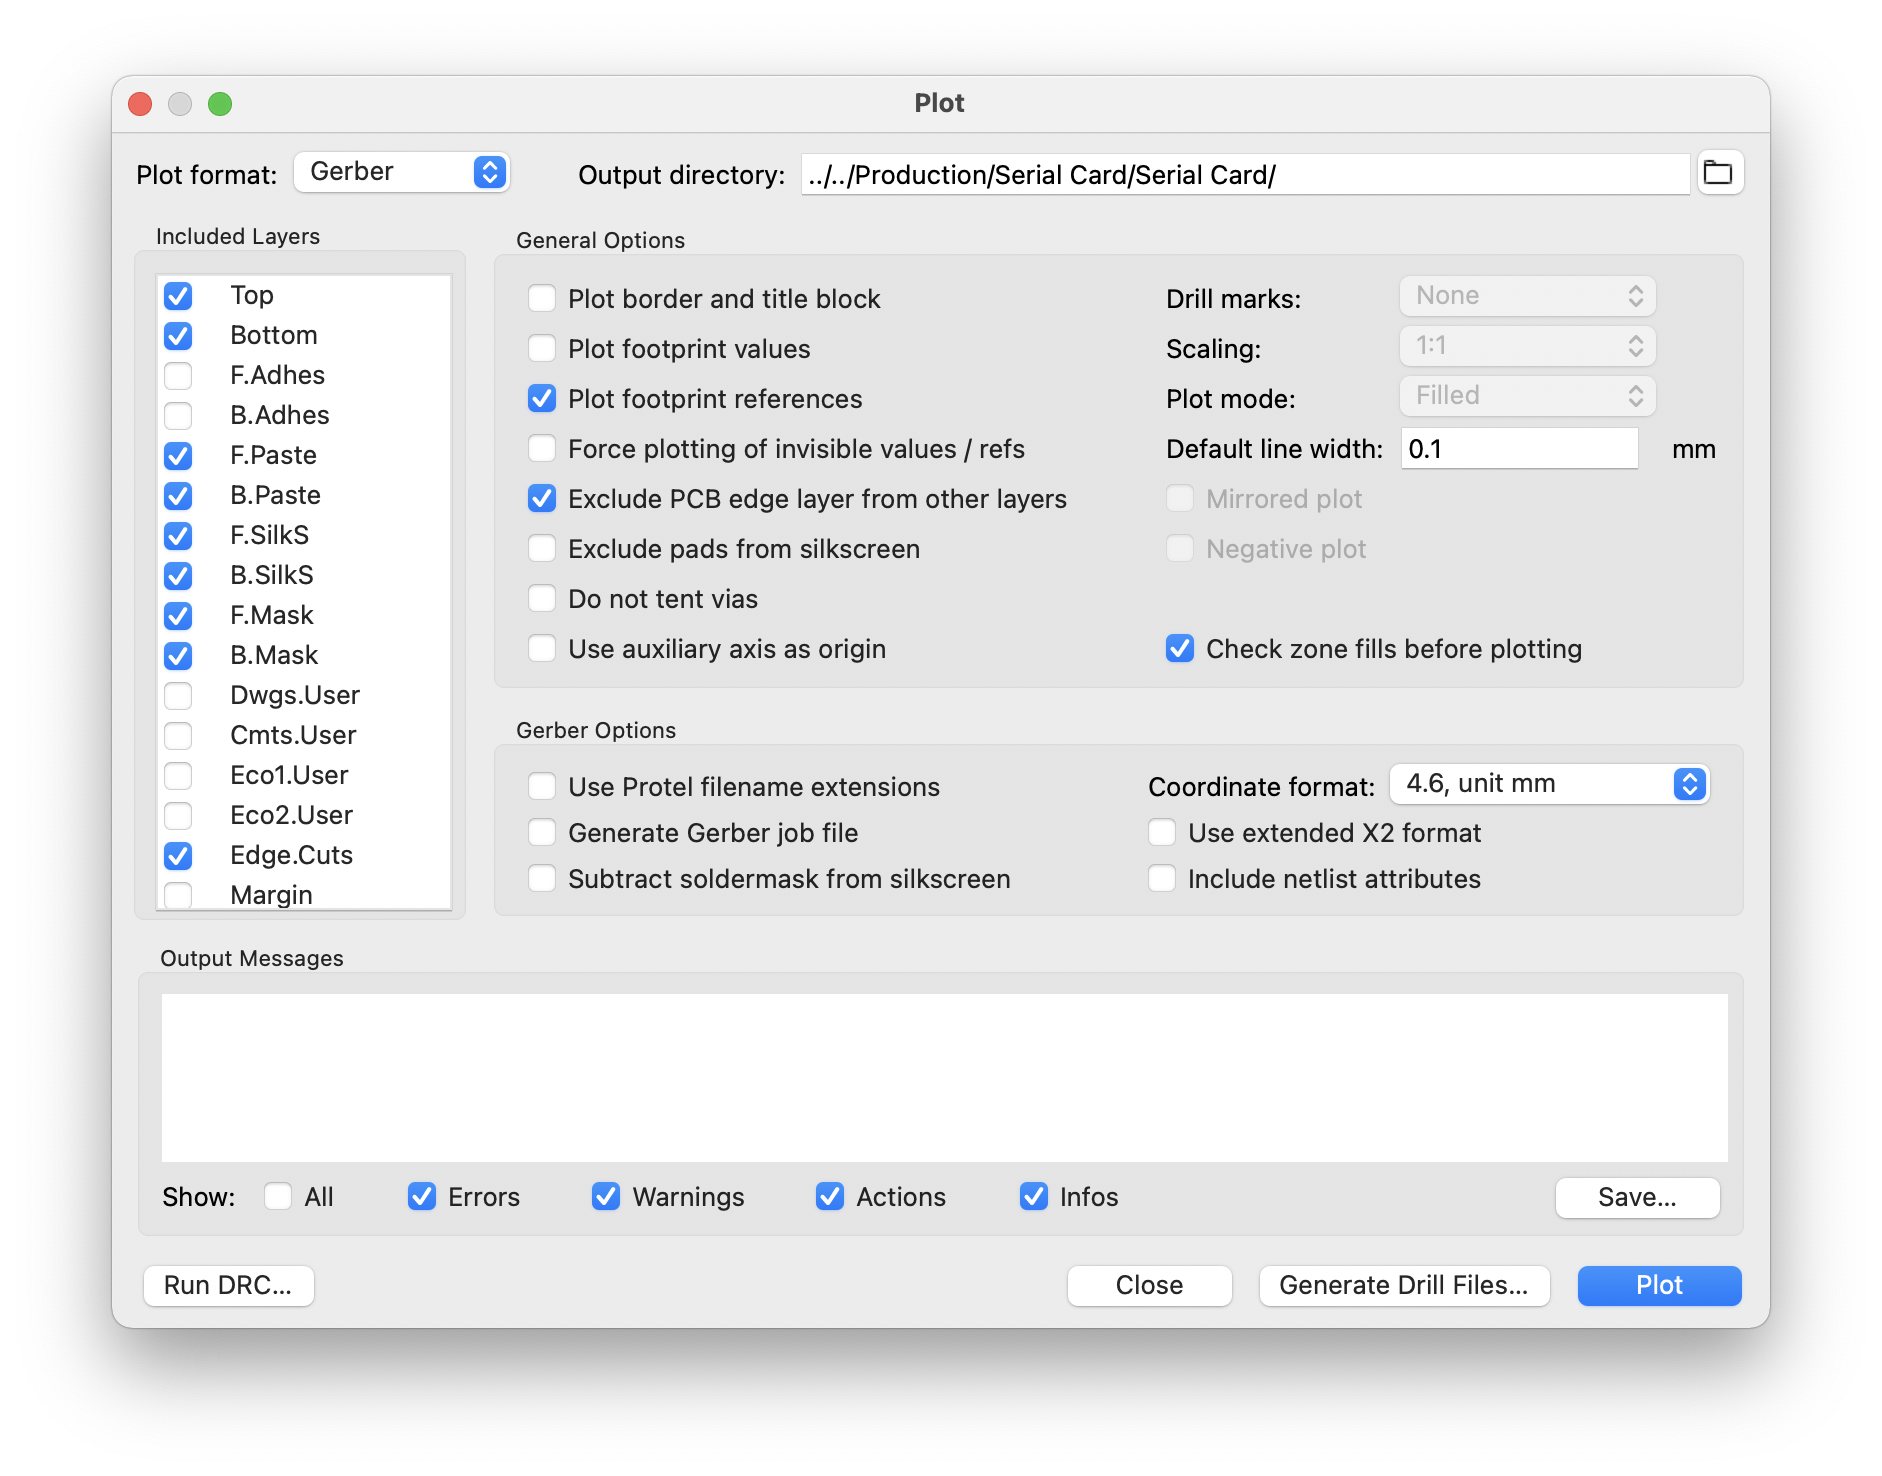 Plot
Plot format: Gerber Output directory: ../../Production/Serial Card/Serial Card/
Included Layers
Top
Bottom
F.Adhes
B.Adhes
F.Paste
B.Paste
F.SilkS
B.SilkS
F.Mask
B.Mask
Dwgs.User
Cmts.User
Eco1.User
Eco2.User
Edge.Cuts
Margin
General Options
Plot border and title block
Plot footprint values
Plot footprint references
Force plotting of invisible values / refs
Exclude PCB edge layer from other layers
Exclude pads from silkscreen
Do not tent vias
Use auxiliary axis as origin
Drill marks: None
Scaling: 1:1
Plot mode: Filled
Default line width: 0.1 mm
Mirrored plot
Negative plot
Check zone fills before plotting
Gerber Options
Use Protel filename extensions
Generate Gerber job file
Subtract soldermask from silkscreen
Coordinate format: 4.6, unit mm
Use extended X2 format
Include netlist attributes
Output Messages
Show: All Errors Warnings Actions Infos Save...
Run DRC... Close Generate Drill Files... Plot